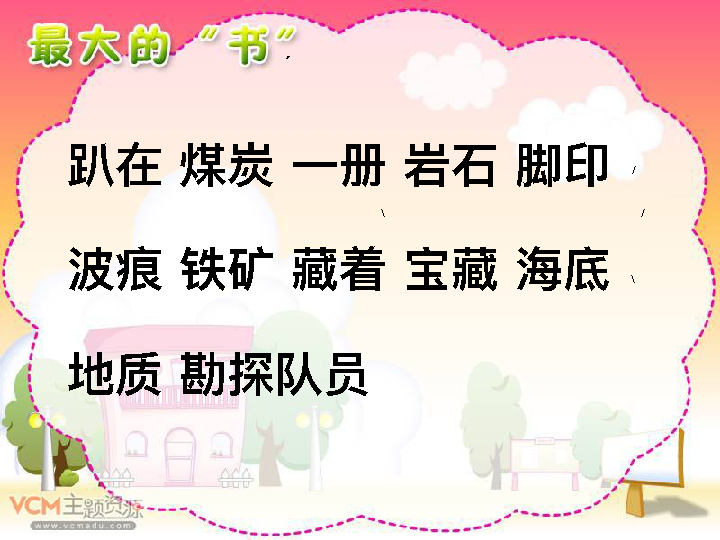 最大的“书”
趴在 煤炭 一册 岩石 脚印
波痕 铁矿 藏着 宝藏 海底
地质 勘探队员
VCM主题资源
www.vcmedu.com